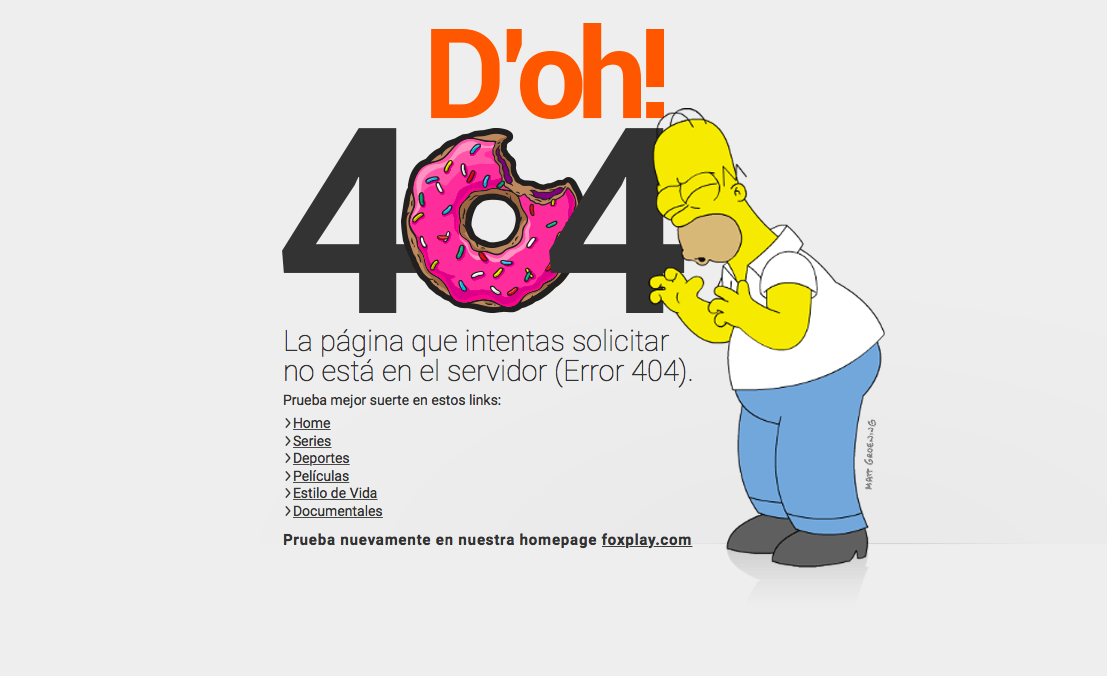 D'oh!
404
La página que intentas solicitar
no está en el servidor (Error 404).
Prueba mejor suerte en estos links:
Home
Series
Deportes
Películas
Estilo de Vida
Documentales
Prueba nuevamente en nuestra homepage foxplay.com
MATT GROENING